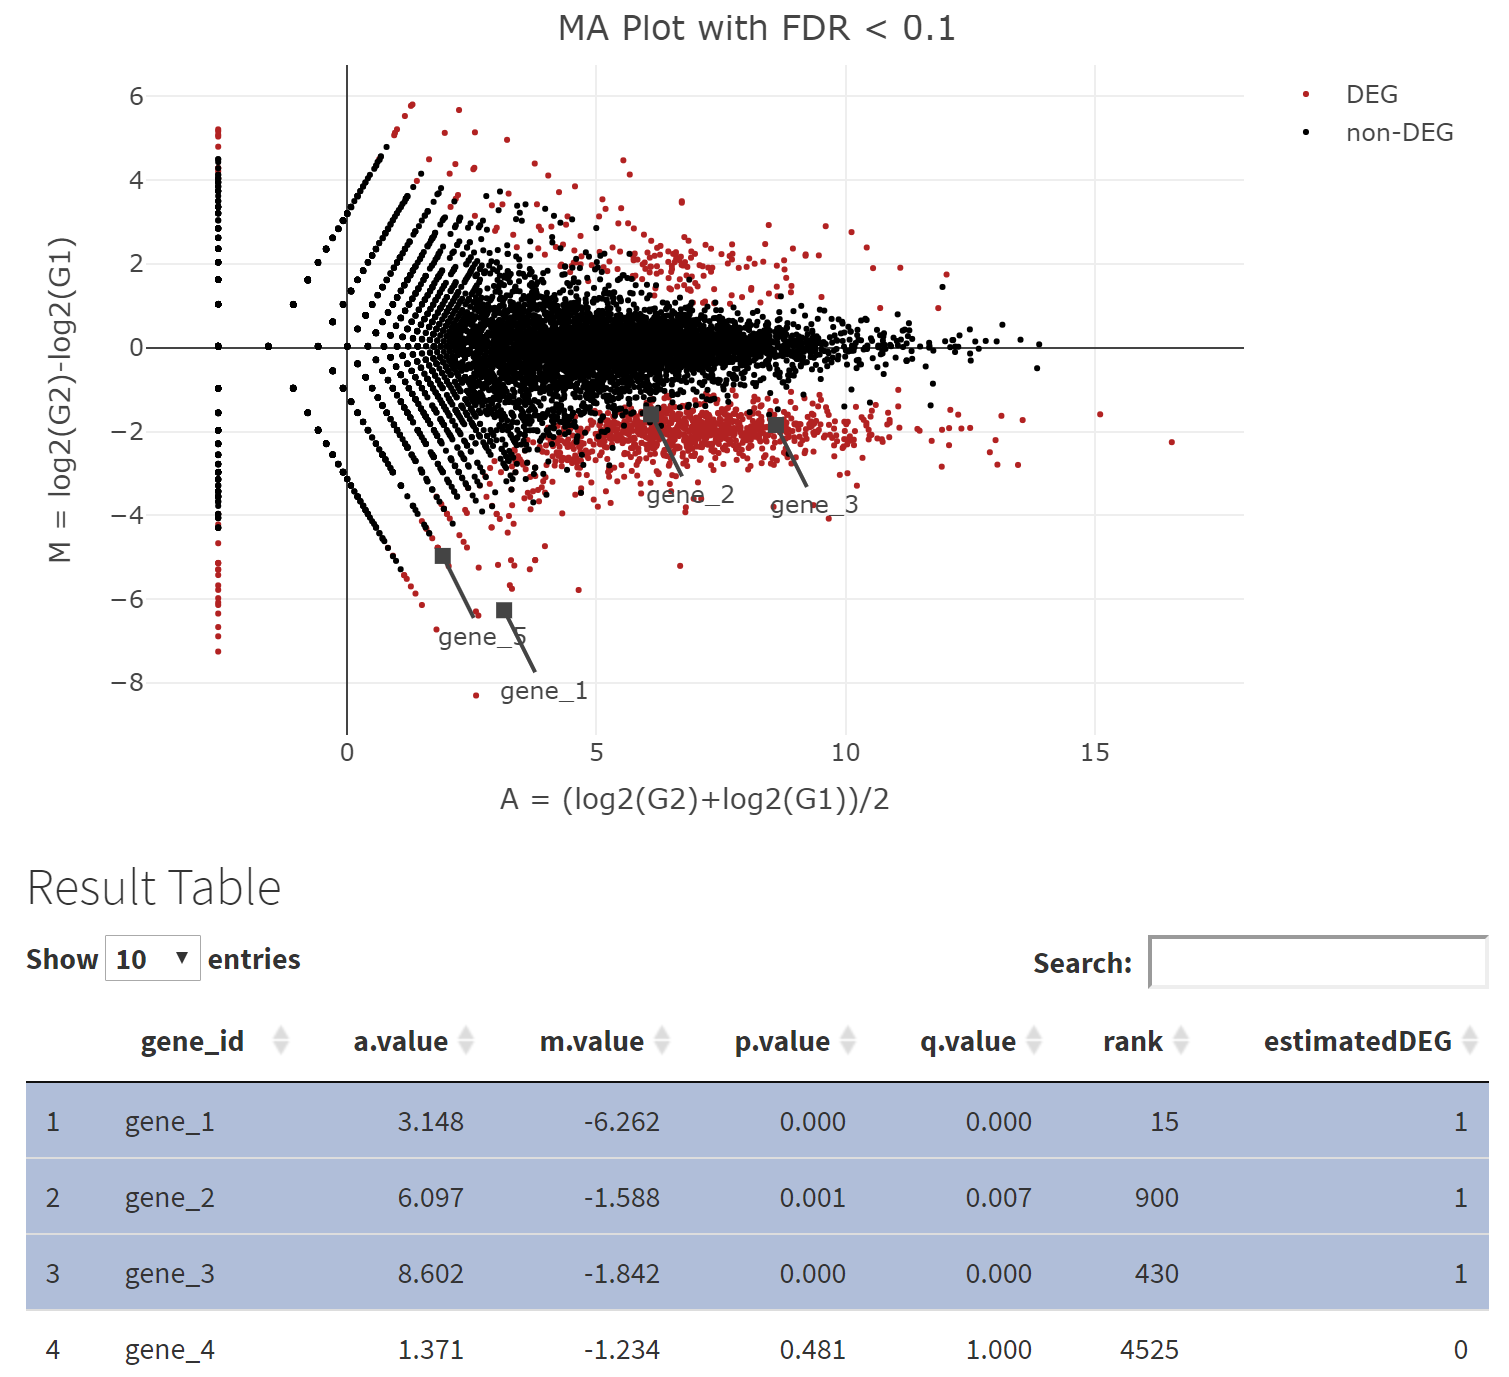 MA Plot with FDR < 0.1
DEG
non-DEG
M = log2(G2)-log2(G1)
6
4
2
0
−2
−4
−6
−8
gene_2
gene_3
gene_5
gene_1
0 5 10 15
A = (log2(G2)+log2(G1))/2
Result Table
Show 10 entries Search:
gene_id a.value m.value p.value q.value rank estimatedDEG
1 gene_1 3.148 -6.262 0.000 0.000 15 1
2 gene_2 6.097 -1.588 0.001 0.007 900 1
3 gene_3 8.602 -1.842 0.000 0.000 430 1
4 gene_4 1.371 -1.234 0.481 1.000 4525 0